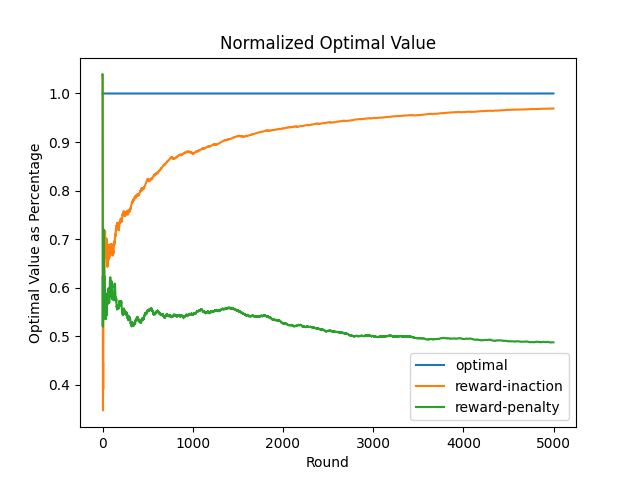 Normalized Optimal Value
Optimal Value as Percentage
1.0
0.9
0.8
0.7
0.6
0.5
0.4
0
1000
2000
3000
4000
5000
Round
optimal
reward-inaction
reward-penalty